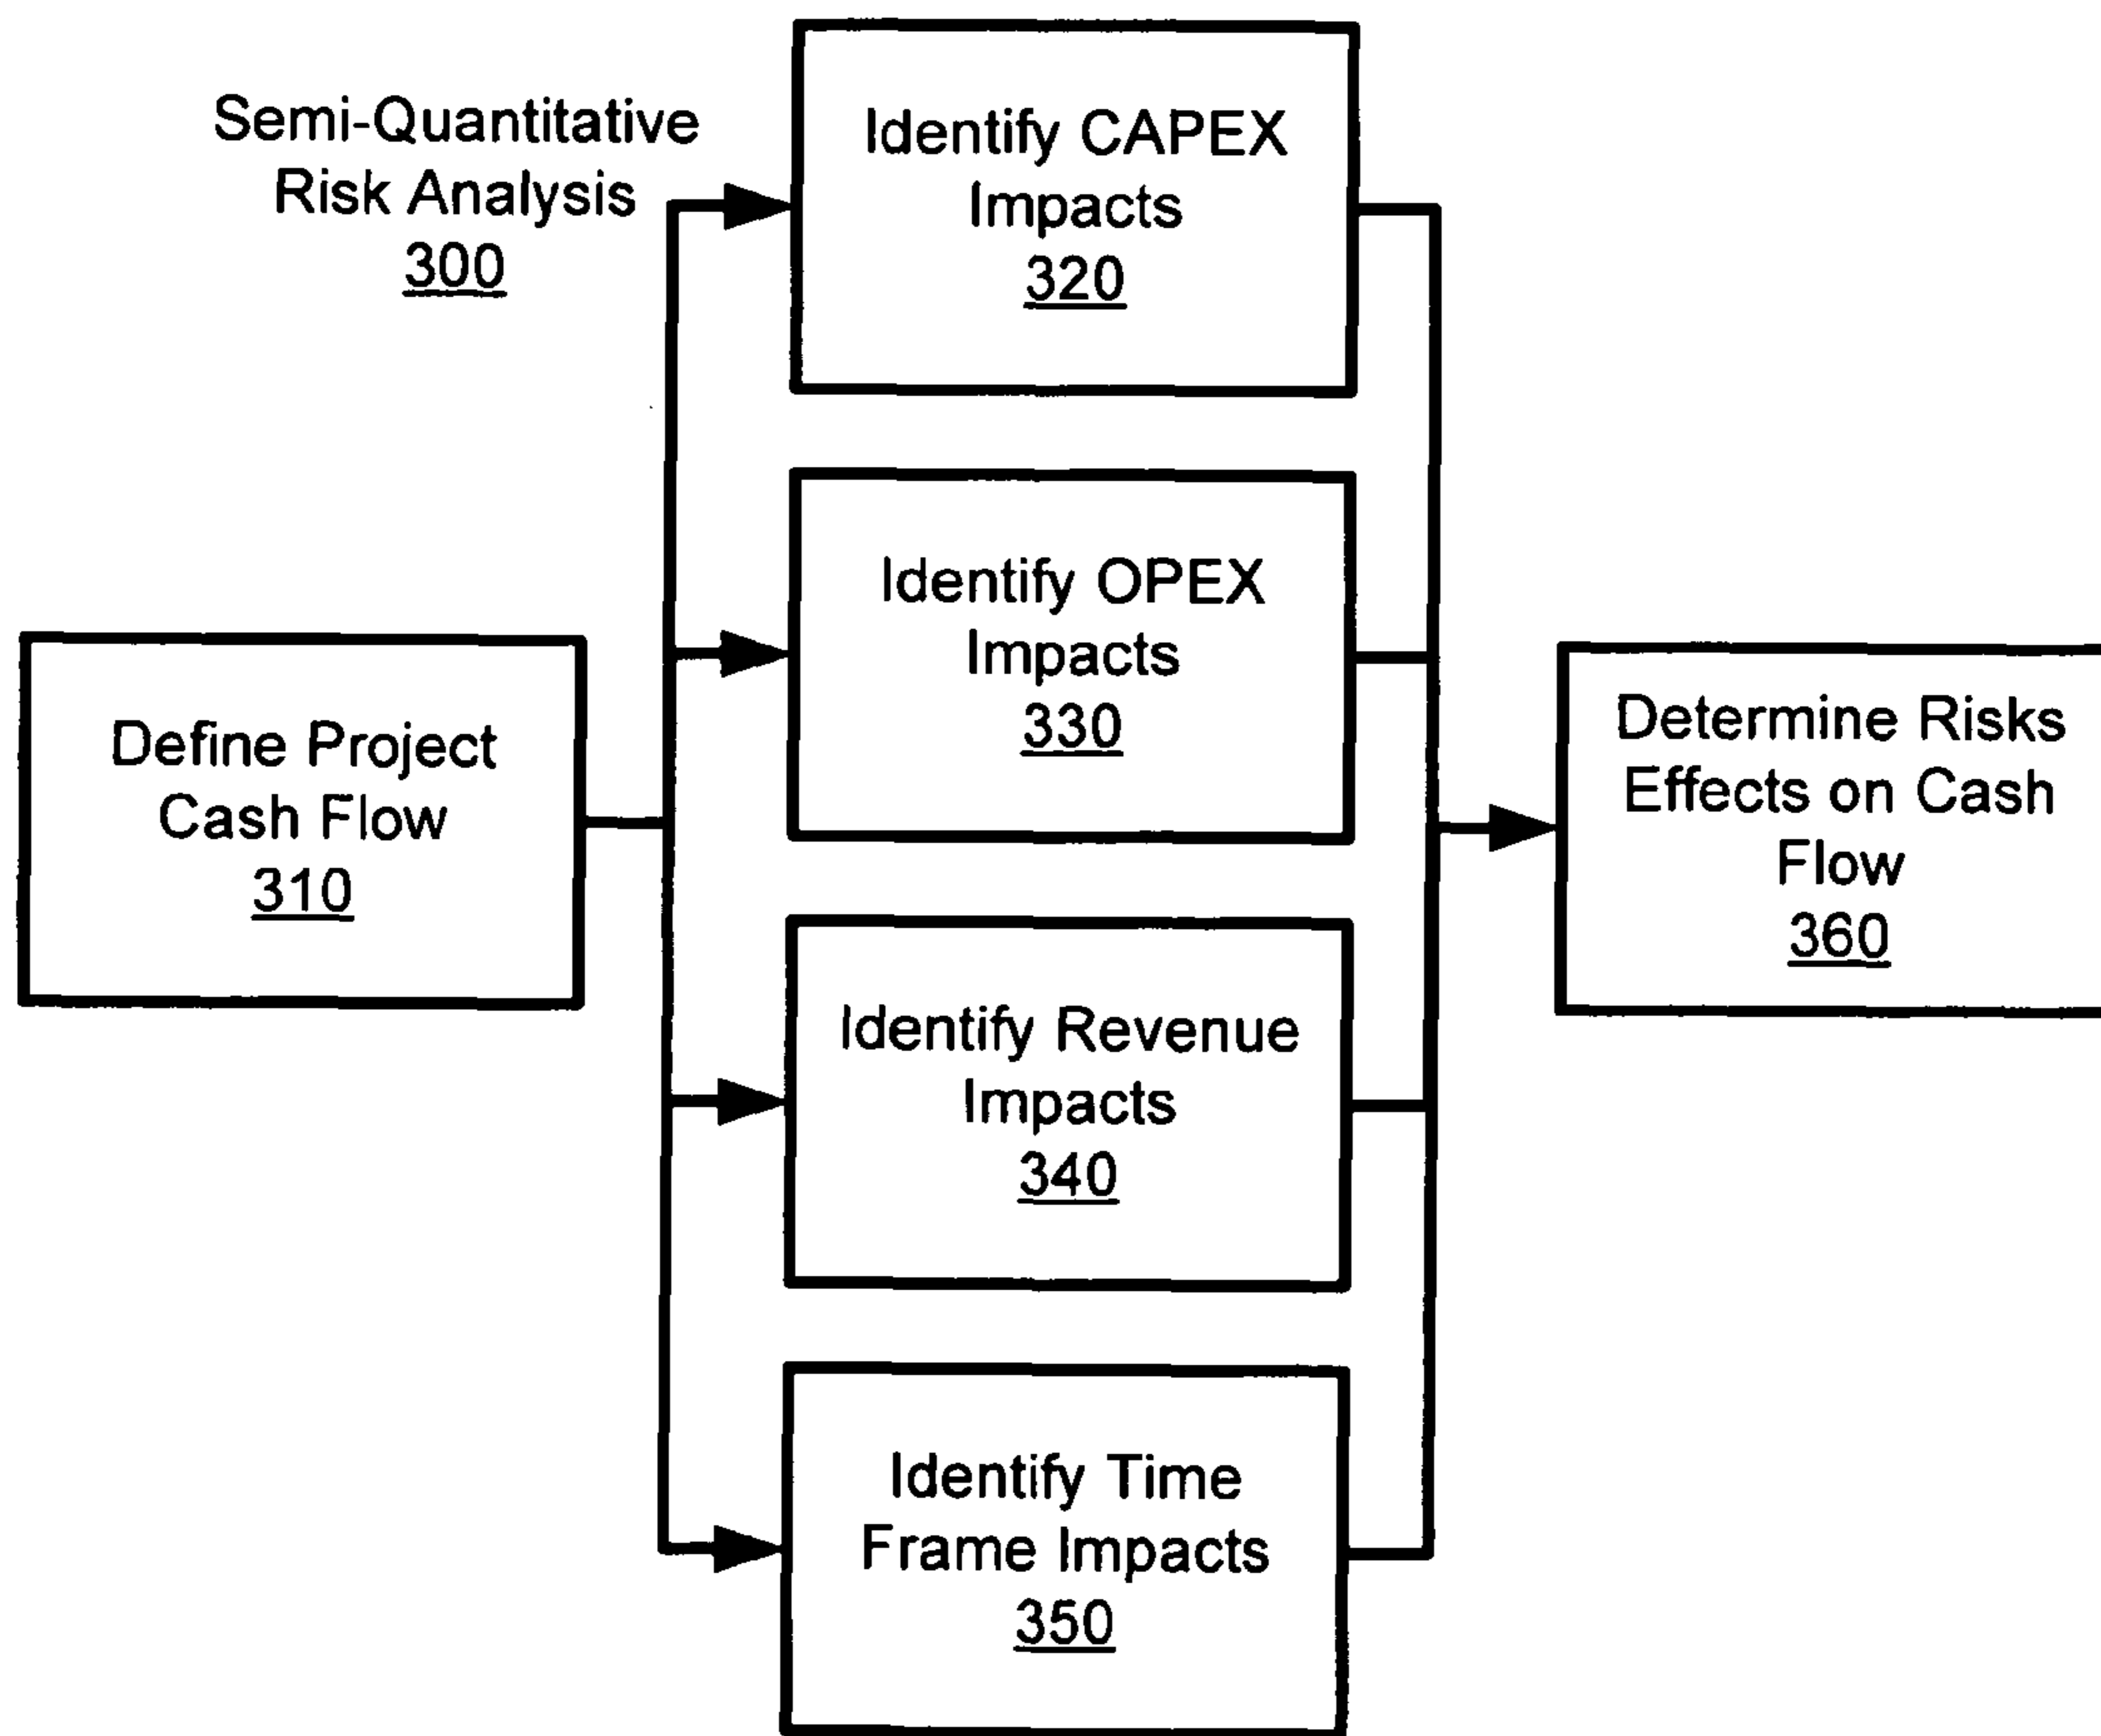 Semi-Quantitative
Risk Analysis
300
Define Project
Cash Flow
310
Identify CAPEX
Impacts
320
Identify OPEX
Impacts
330
Identify Revenue
Impacts
340
Identify Time
Frame Impacts
350
Determine Risks
Effects on Cash
Flow
360